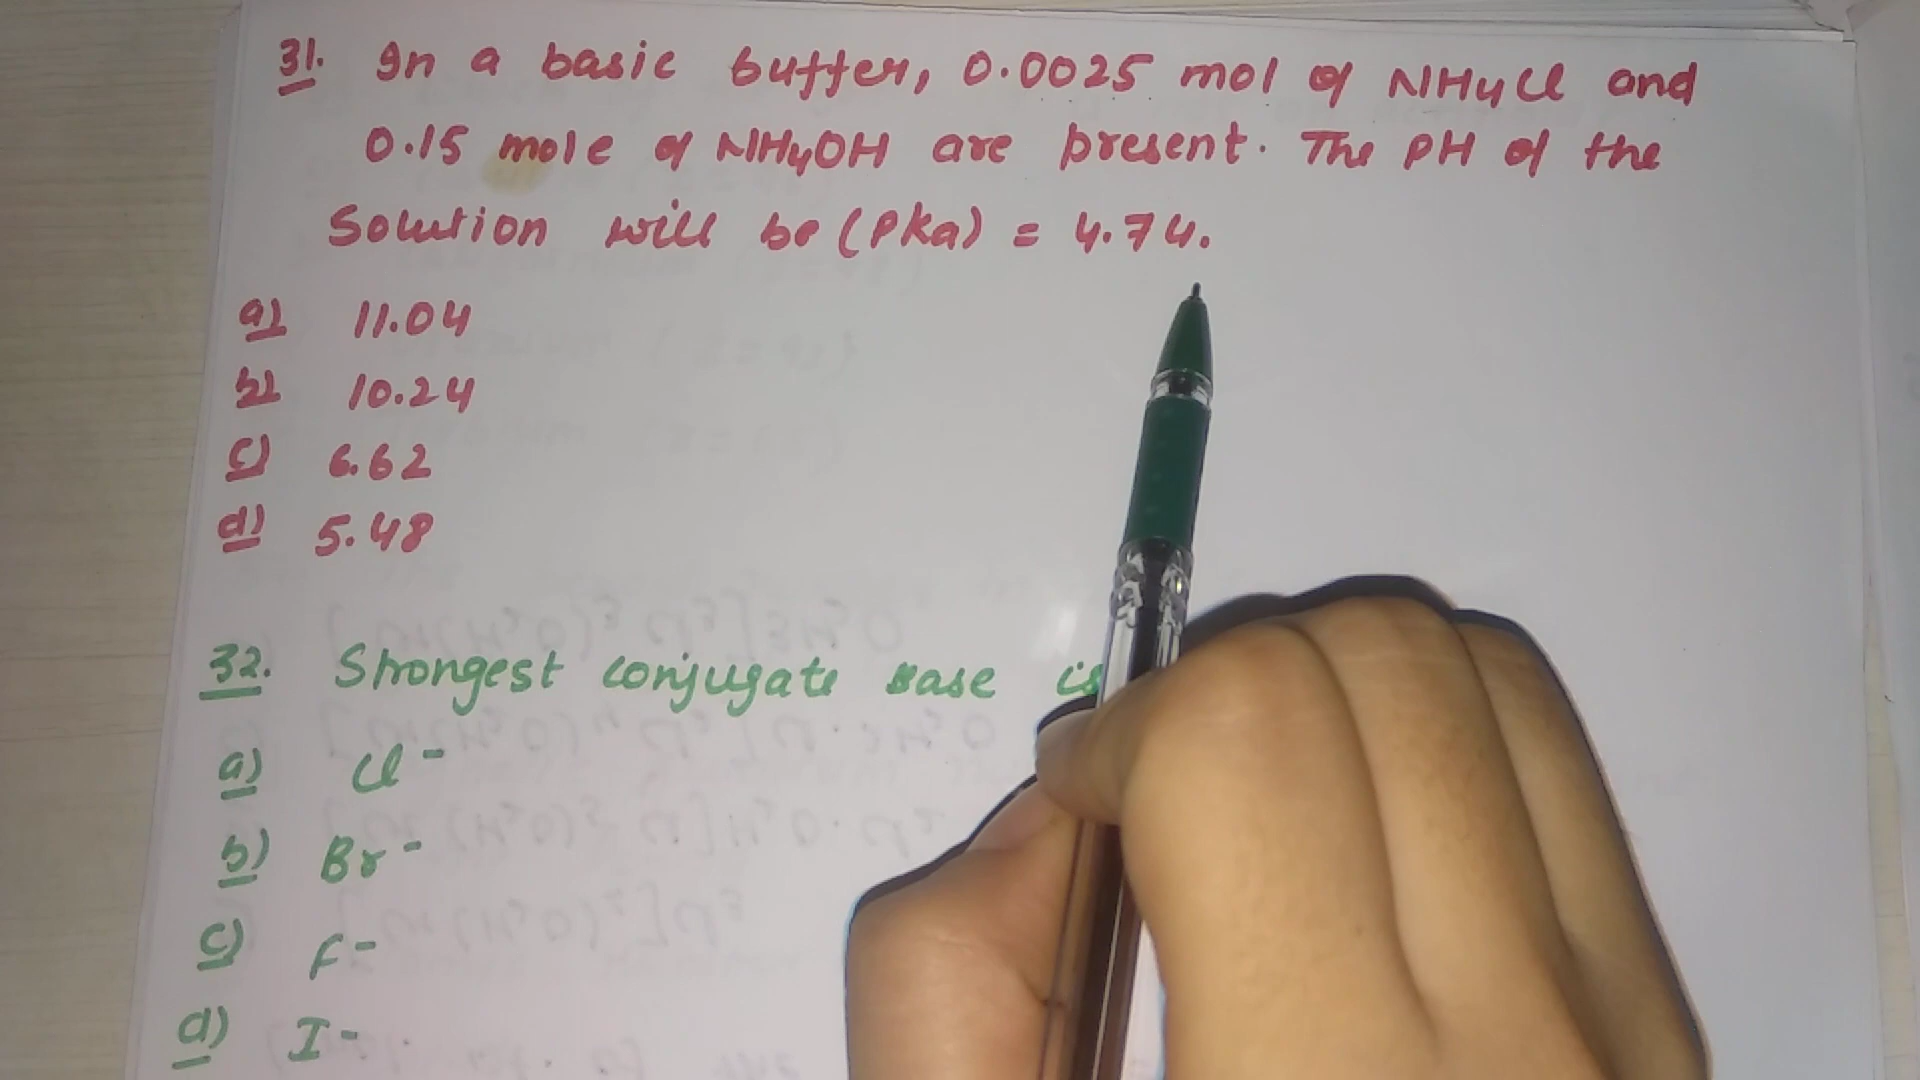 31. In a basic buffer, 0.0025 mol of NH4Cl and
0.15 mole of NH4OH are present. The PH of the
Solution will be (PKa) = 4.74.
a) 11.04
b) 10.24
c) 6.62
d) 5.48
32. Strongest conjugate Base is
a) Cl-
b) Br-
c) F-
d) I-